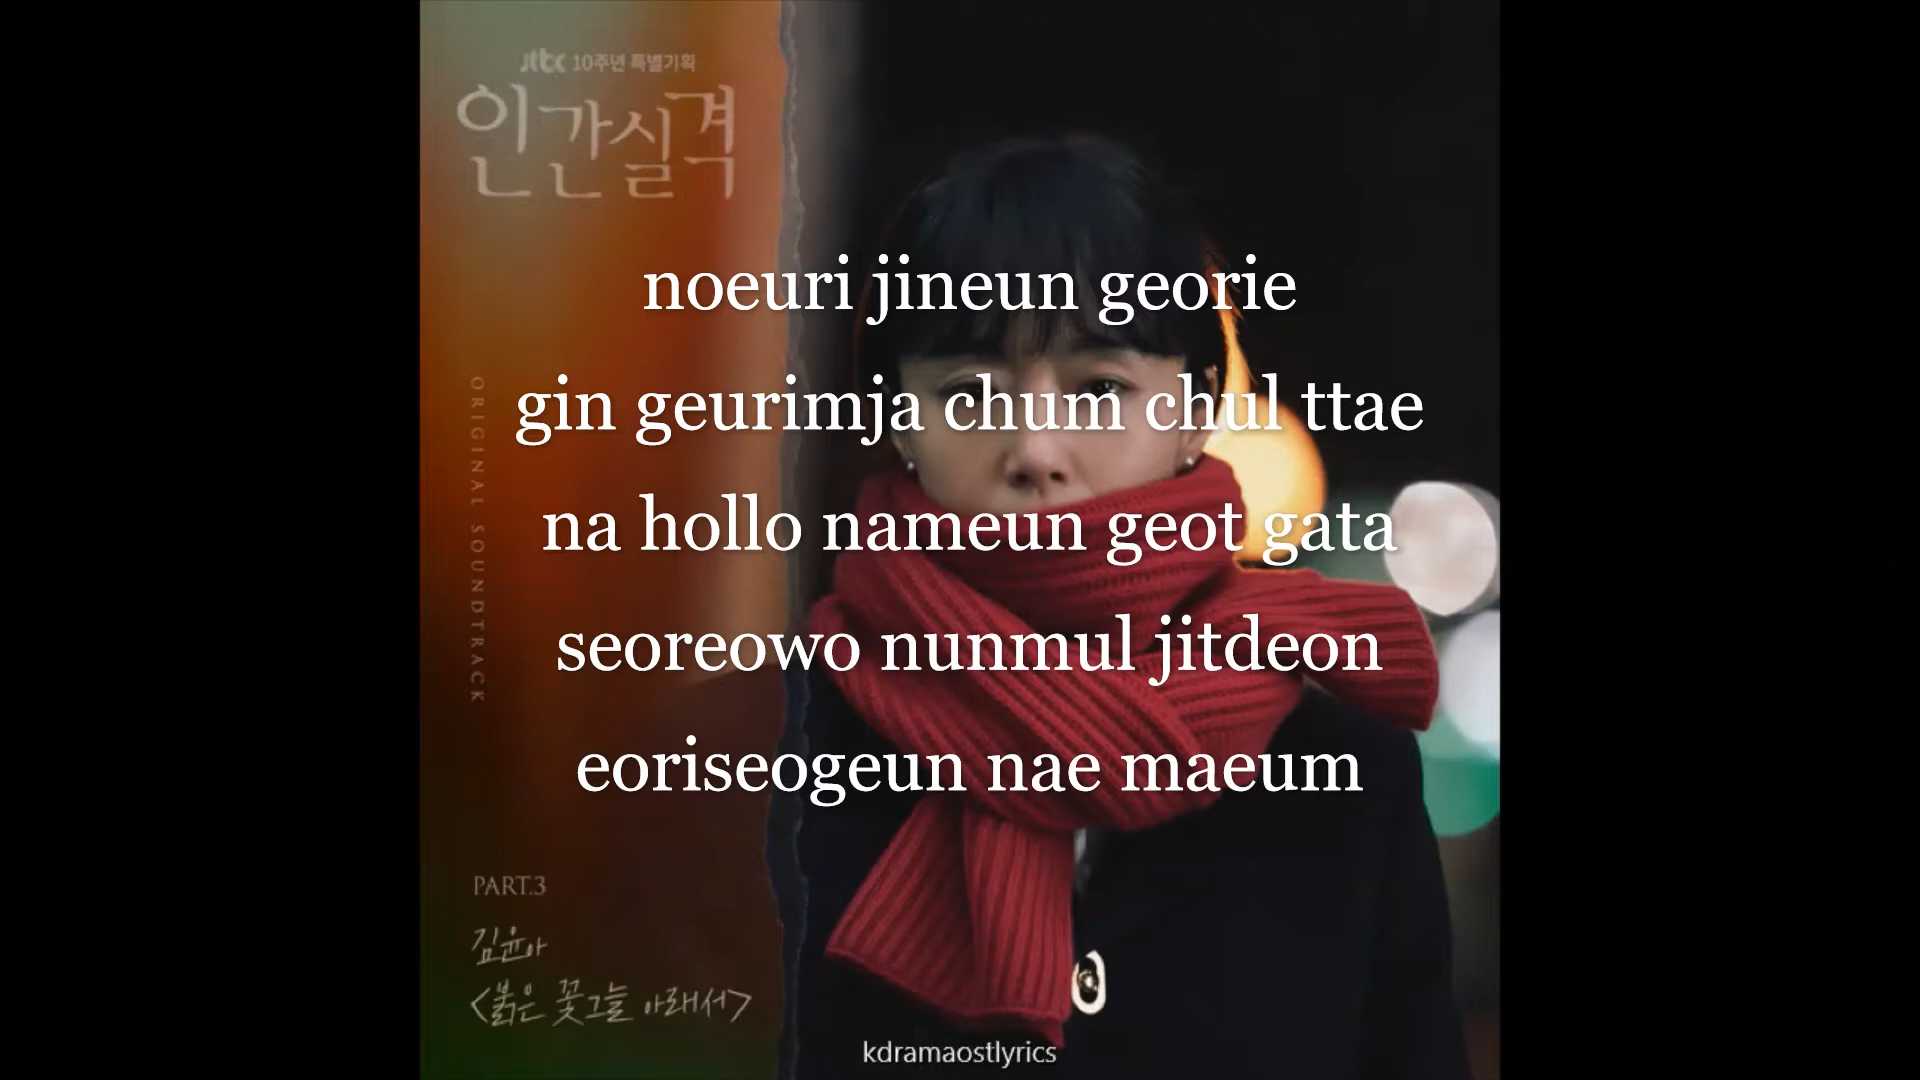 jtbc 10주년 특별기획
인간실격
noeuri jineun georie
gin geurimja chum chul ttae
na hollo nameun geot gata
seoreowo nunmul jitdeon
eoriseogeun nae maeum
ORIGINAL SOUNDTRACK
PART.3
김윤아
<붉은 꽃그늘 아래서>
kdramaostlyrics